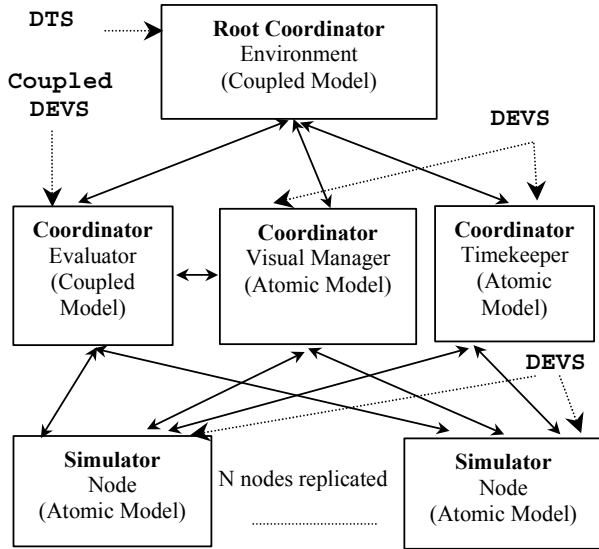 DTS
Root Coordinator
Environment
(Coupled Model)
Coupled
DEVS
DEVS
Coordinator
Evaluator
(Coupled
Model)
Coordinator
Visual Manager
(Atomic Model)
Coordinator
Timekeeper
(Atomic
Model)
DEVS
Simulator
Node
(Atomic Model)
N nodes replicated
Simulator
Node
(Atomic Model)